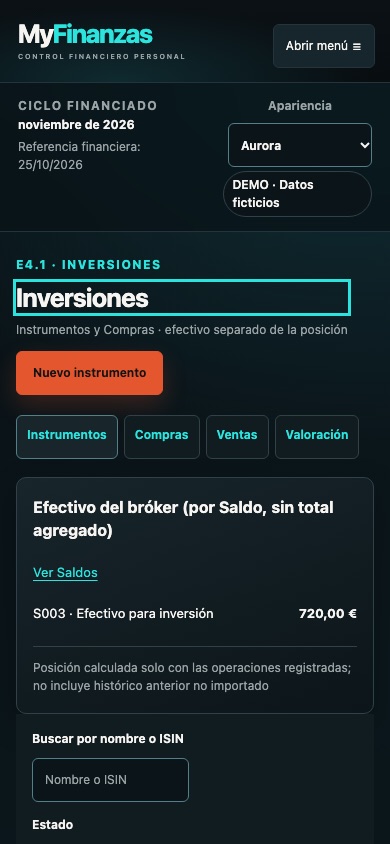 MyFinanzas
CONTROL FINANCIERO PERSONAL
Abrir menú ≡
CICLO FINANCIADO
noviembre de 2026
Referencia financiera:
25/10/2026
Apariencia
Aurora
DEMO · Datos
ficticios
E4.1 · INVERSIONES
Inversiones
Instrumentos y Compras · efectivo separado de la posición
Nuevo instrumento
Instrumentos
Compras
Ventas
Valoración
Efectivo del bróker (por Saldo, sin total
agregado)
Ver Saldos
S003 · Efectivo para inversión 720,00 €
Posición calculada solo con las operaciones registradas;
no incluye histórico anterior no importado
Buscar por nombre o ISIN
Nombre o ISIN
Estado